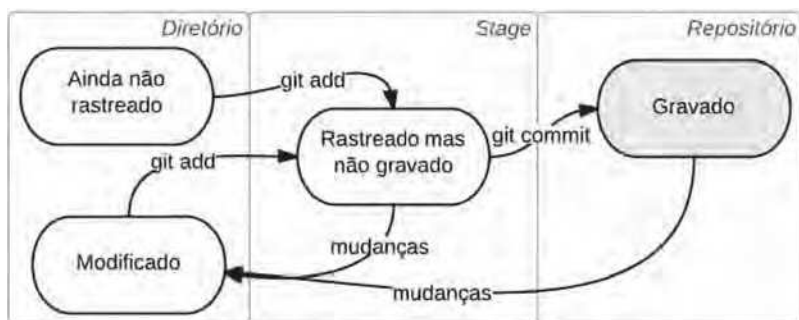 Diretório
Stage
Repositório
Ainda não
rastreado
git add
Rastreado mas
não gravado
git commit
Gravado
git add
Modificado
mudanças
mudanças